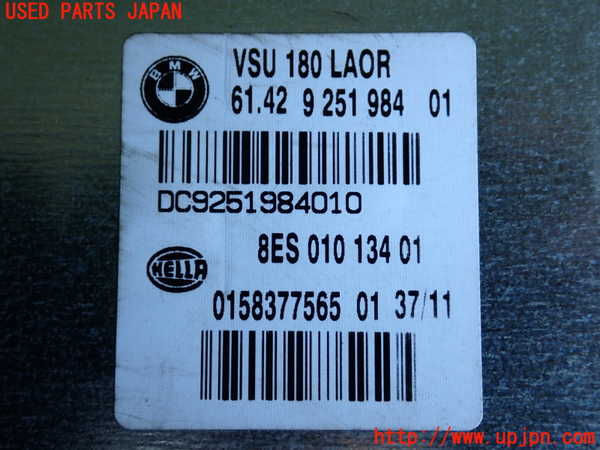 USED PARTS JAPAN
BMW
VSU 180 LAOR
61.42 9 251 984 01
DC9251984010
HELLA
8ES 010 134 01
0158377565 01 37/11
http://www.upjpn.com/